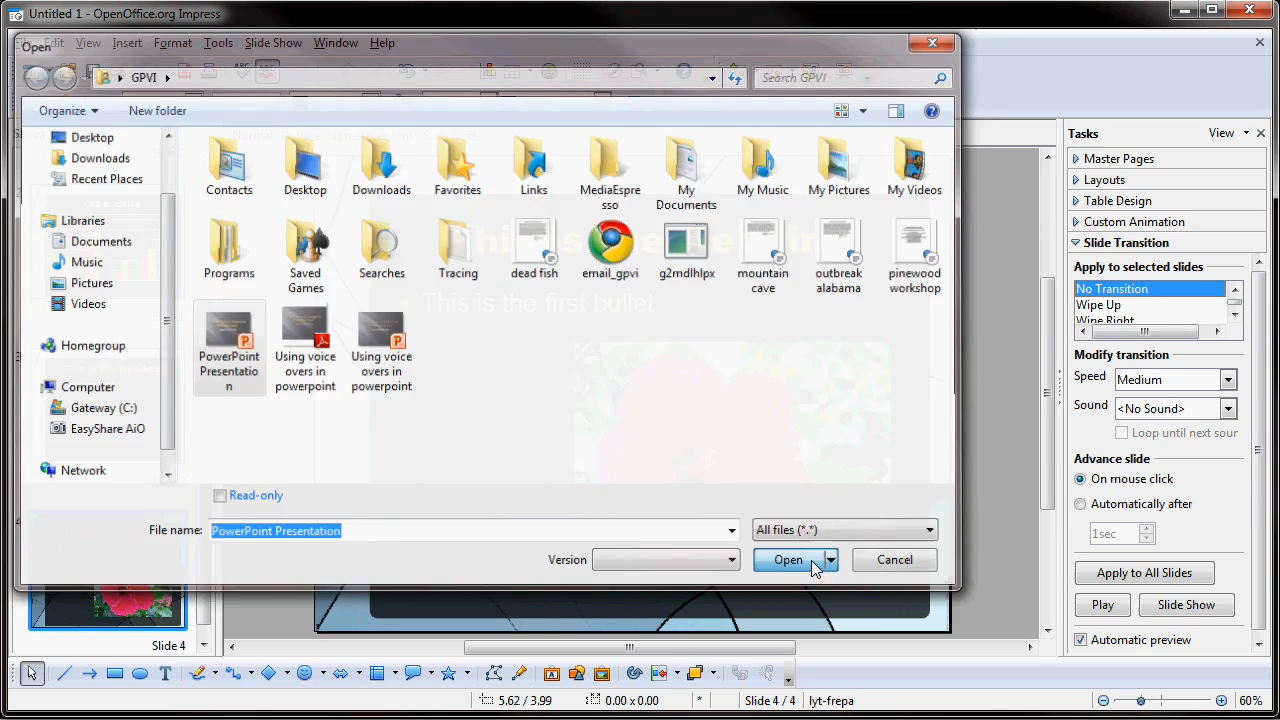 Untitled 1 - OpenOffice.org Impress
Open
Edit View Insert Format Tools Slide Show Window Help
GPVI
Search GPVI
Organize
New folder
Desktop
Downloads
Recent Places
Libraries
Documents
Music
Pictures
Videos
Homegroup
Computer
Gateway (C:)
EasyShare AiO
Network
Contacts
Desktop
Downloads
Favorites
Links
MediaEspre
sso
My
Documents
My Music
My Pictures
My Videos
Programs
Saved
Games
Searches
Tracing
dead fish
email_gpvi
g2mdlhlpx
mountain
cave
outbreak
alabama
pinewood
workshop
PowerPoint
Presentatio
n
Using voice
overs in
powerpoint
Using voice
overs in
powerpoint
This is the first bullet
Read-only
File name:
PowerPoint Presentation
All files (*.*)
Version
Open
Cancel
Slide 4
Tasks
View
Master Pages
Layouts
Table Design
Custom Animation
Slide Transition
Apply to selected slides
No Transition
Wipe Up
Wipe Right
Modify transition
Speed
Medium
Sound
<No Sound>
Loop until next sour
Advance slide
On mouse click
Automatically after
1sec
Apply to All Slides
Play
Slide Show
Automatic preview
5.62 / 3.99
0.00 x 0.00
*
Slide 4 / 4
lyt-frepa
60%